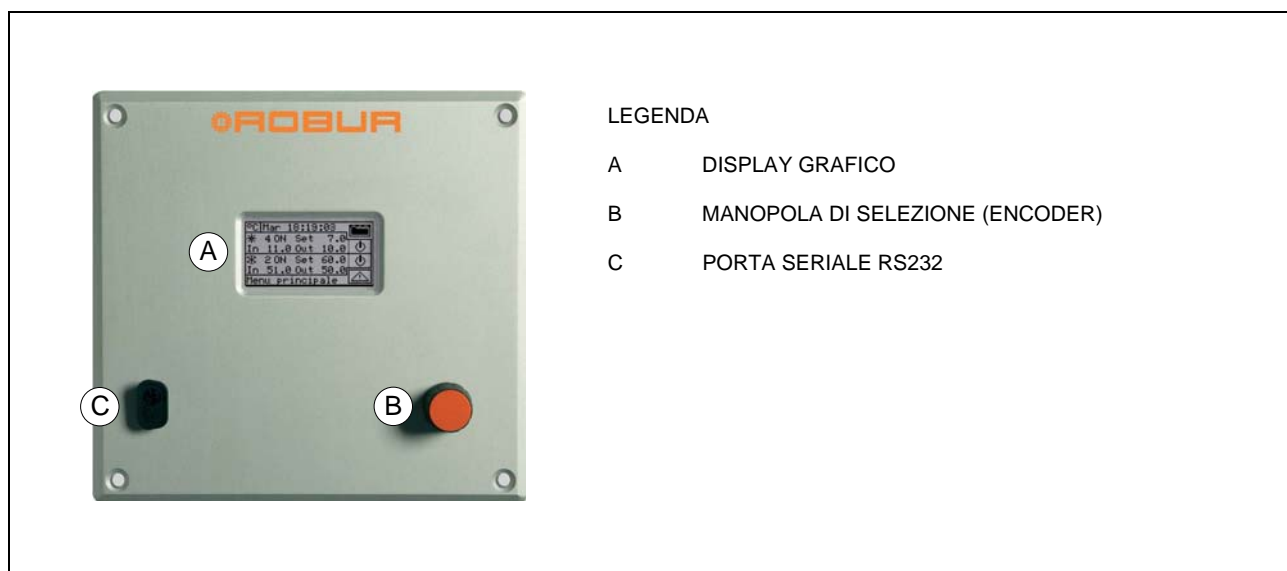 ROBUR
°C Mar 18:19:03
4 ON Set 7.0
In 11.0 Out 10.0
2 ON Set 60.0
In 51.0 Out 50.0
Menu principale
A
C
B
LEGENDA
A DISPLAY GRAFICO
B MANOPOLA DI SELEZIONE (ENCODER)
C PORTA SERIALE RS232